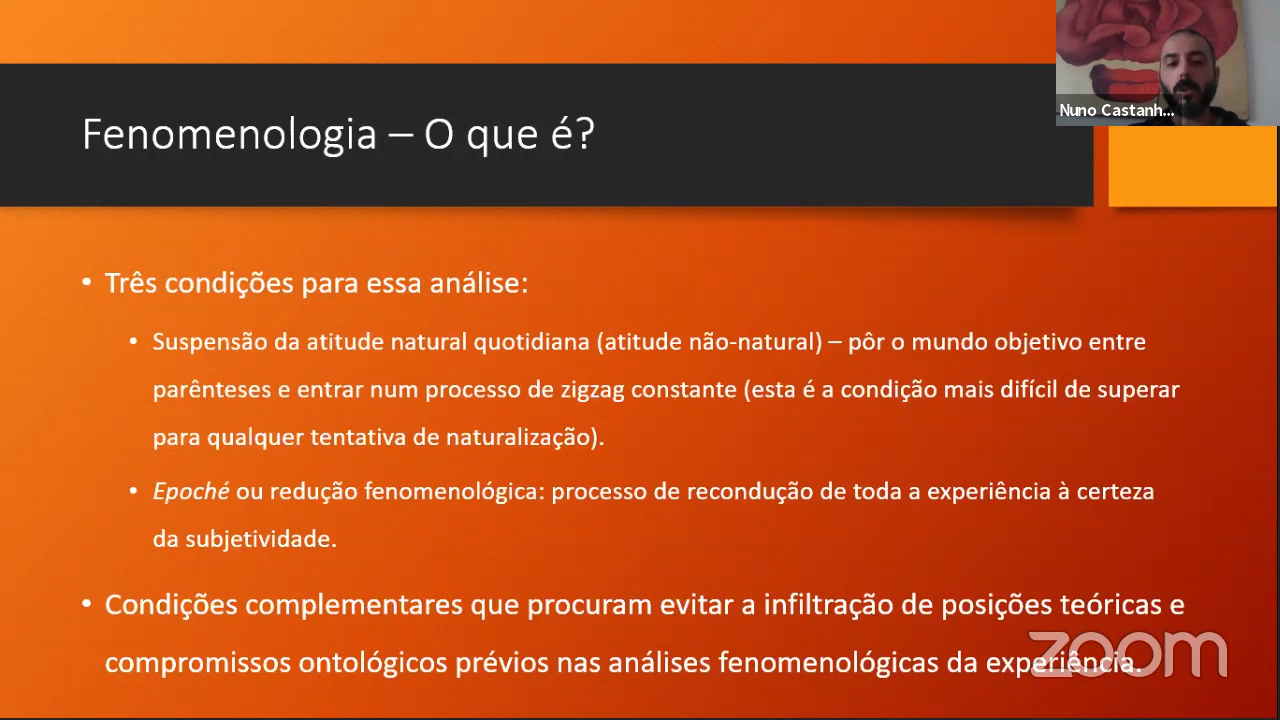 Nuno Castanh...
Fenomenologia – O que é?
• Três condições para essa análise:
• Suspensão da atitude natural quotidiana (atitude não-natural) – pôr o mundo objetivo entre
parênteses e entrar num processo de zigzag constante (esta é a condição mais difícil de superar
para qualquer tentativa de naturalização).
• Epoché ou redução fenomenológica: processo de recondução de toda a experiência à certeza
da subjetividade.
• Condições complementares que procuram evitar a infiltração de posições teóricas e
compromissos ontológicos prévios nas análises fenomenológicas da experiência.
zoom